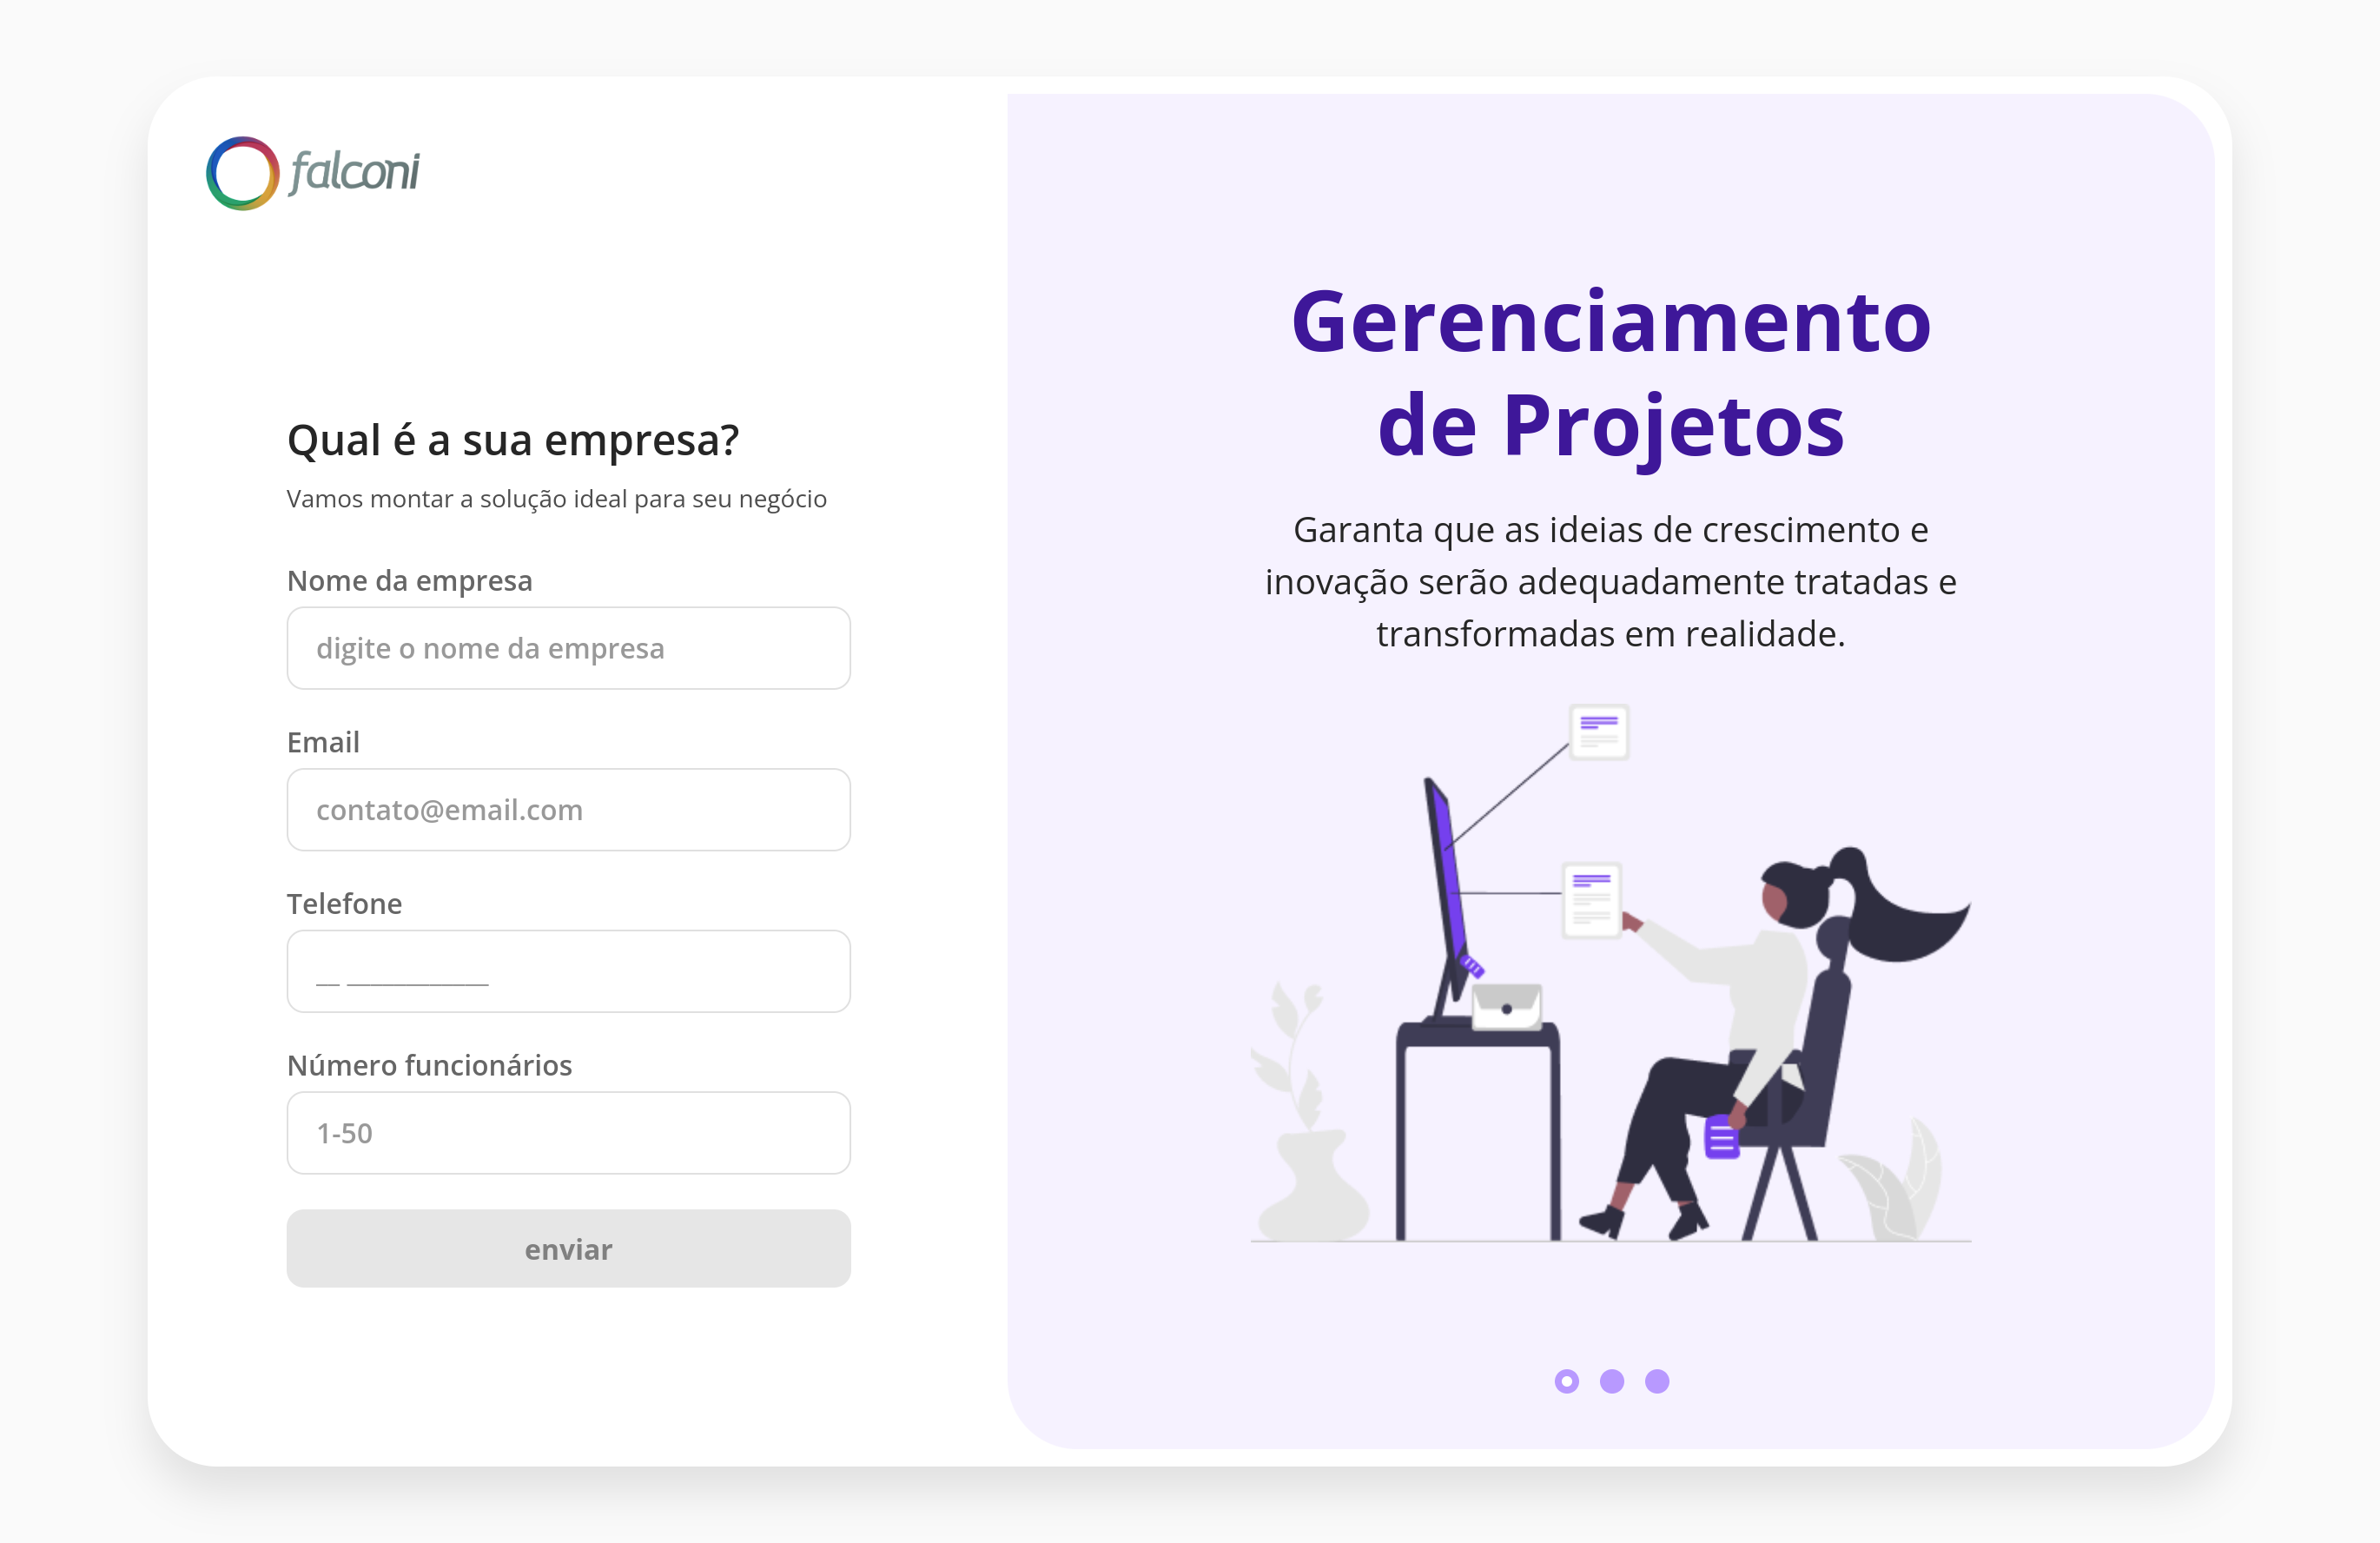 falconi
Qual é a sua empresa?
Vamos montar a solução ideal para seu negócio
Nome da empresa
digite o nome da empresa
Email
contato@email.com
Telefone
__ ____________
Número funcionários
1-50
enviar
Gerenciamento
de Projetos
Garanta que as ideias de crescimento e
inovação serão adequadamente tratadas e
transformadas em realidade.